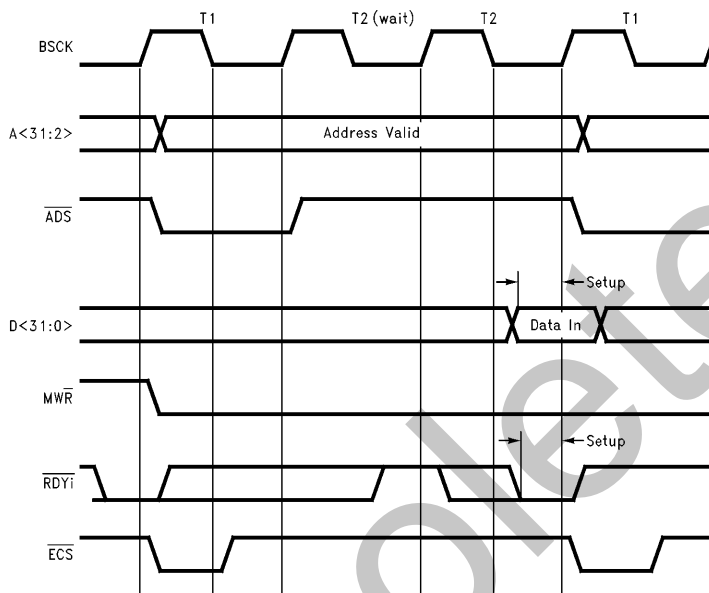 T1 T2 (wait) T2 T1
BSCK
A<31:2> Address Valid
ADS
Setup
D<31:0> Data In
MWR
Setup
RDYi
ECS
olete